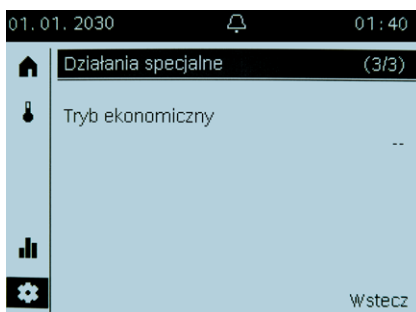 01.01.2030 01:40
Działania specjalne (3/3)
Tryb ekonomiczny
--
Wstecz